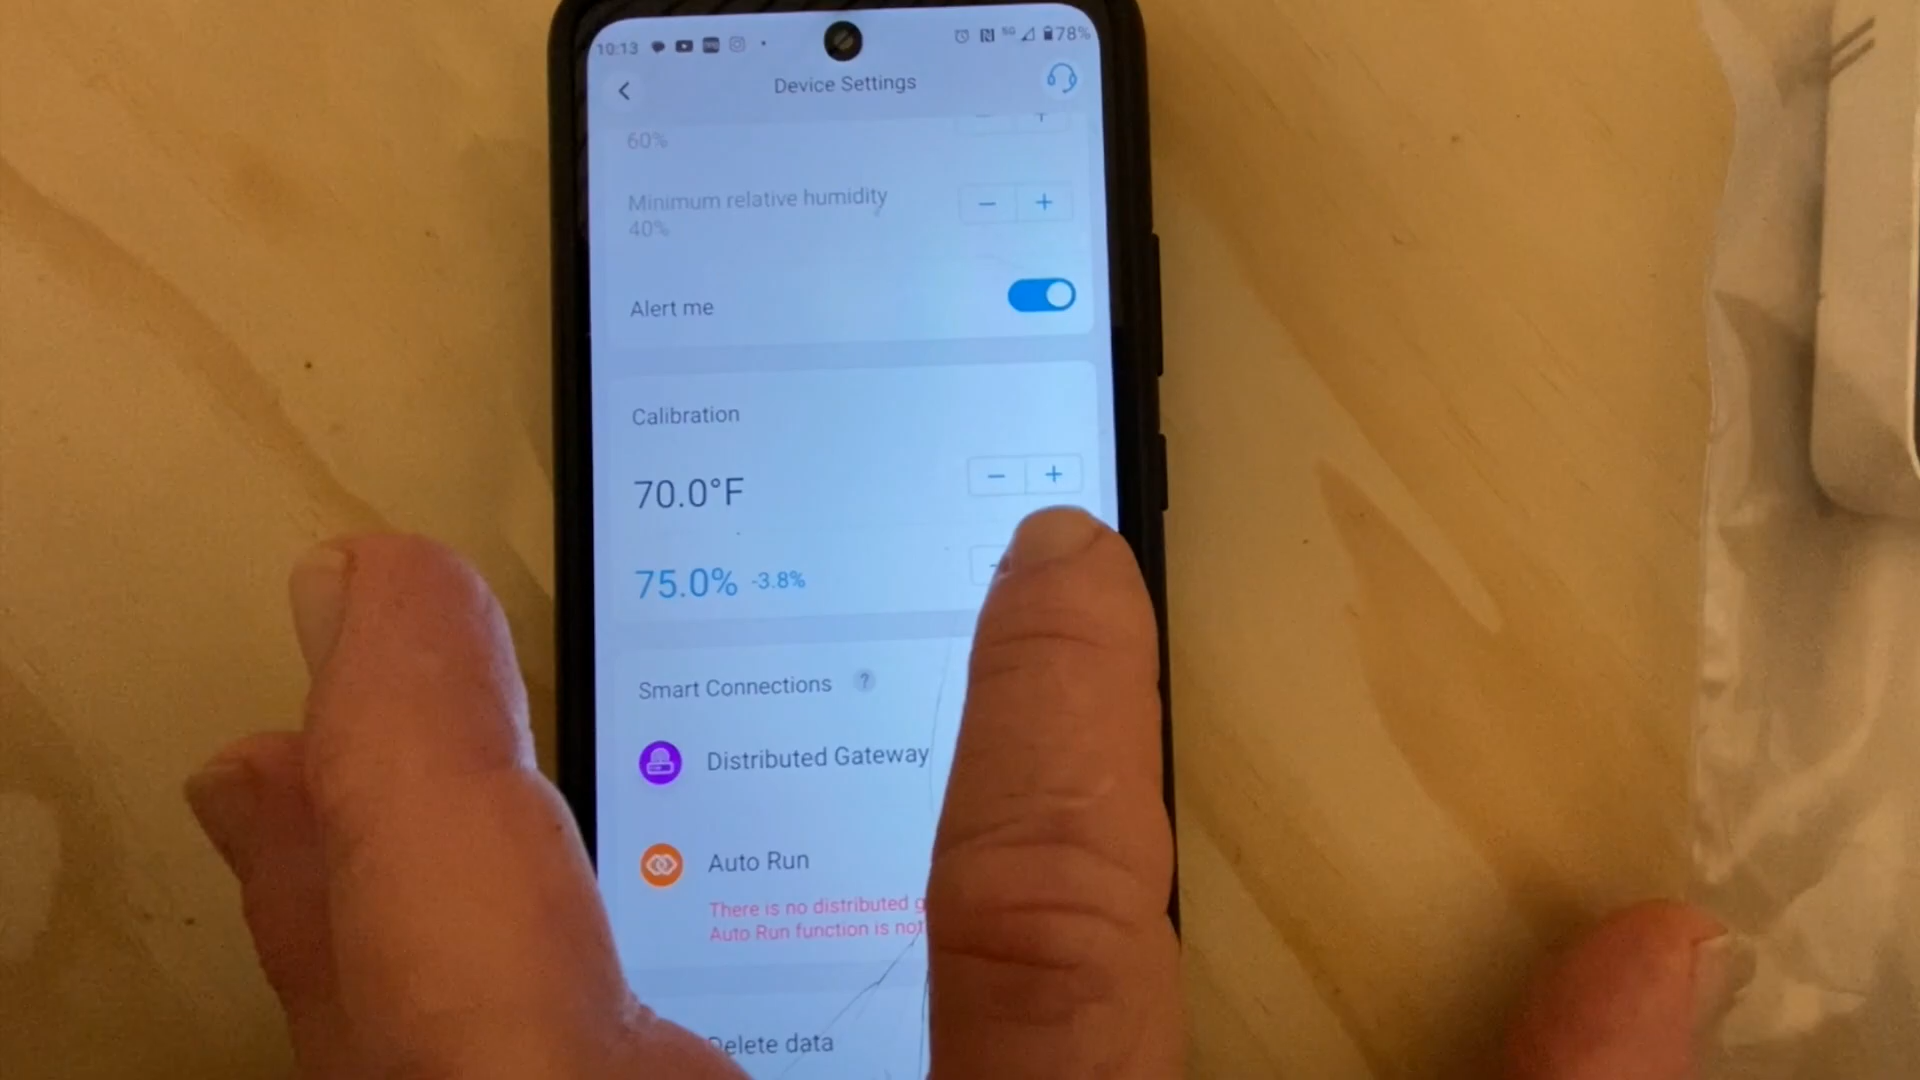 10:13
5G
78%
Device Settings
60%
Minimum relative humidity
40%
Alert me
Calibration
70.0°F
75.0% -3.8%
Smart Connections ?
Distributed Gateway
Auto Run
There is no distributed
Auto Run function is not
Delete data